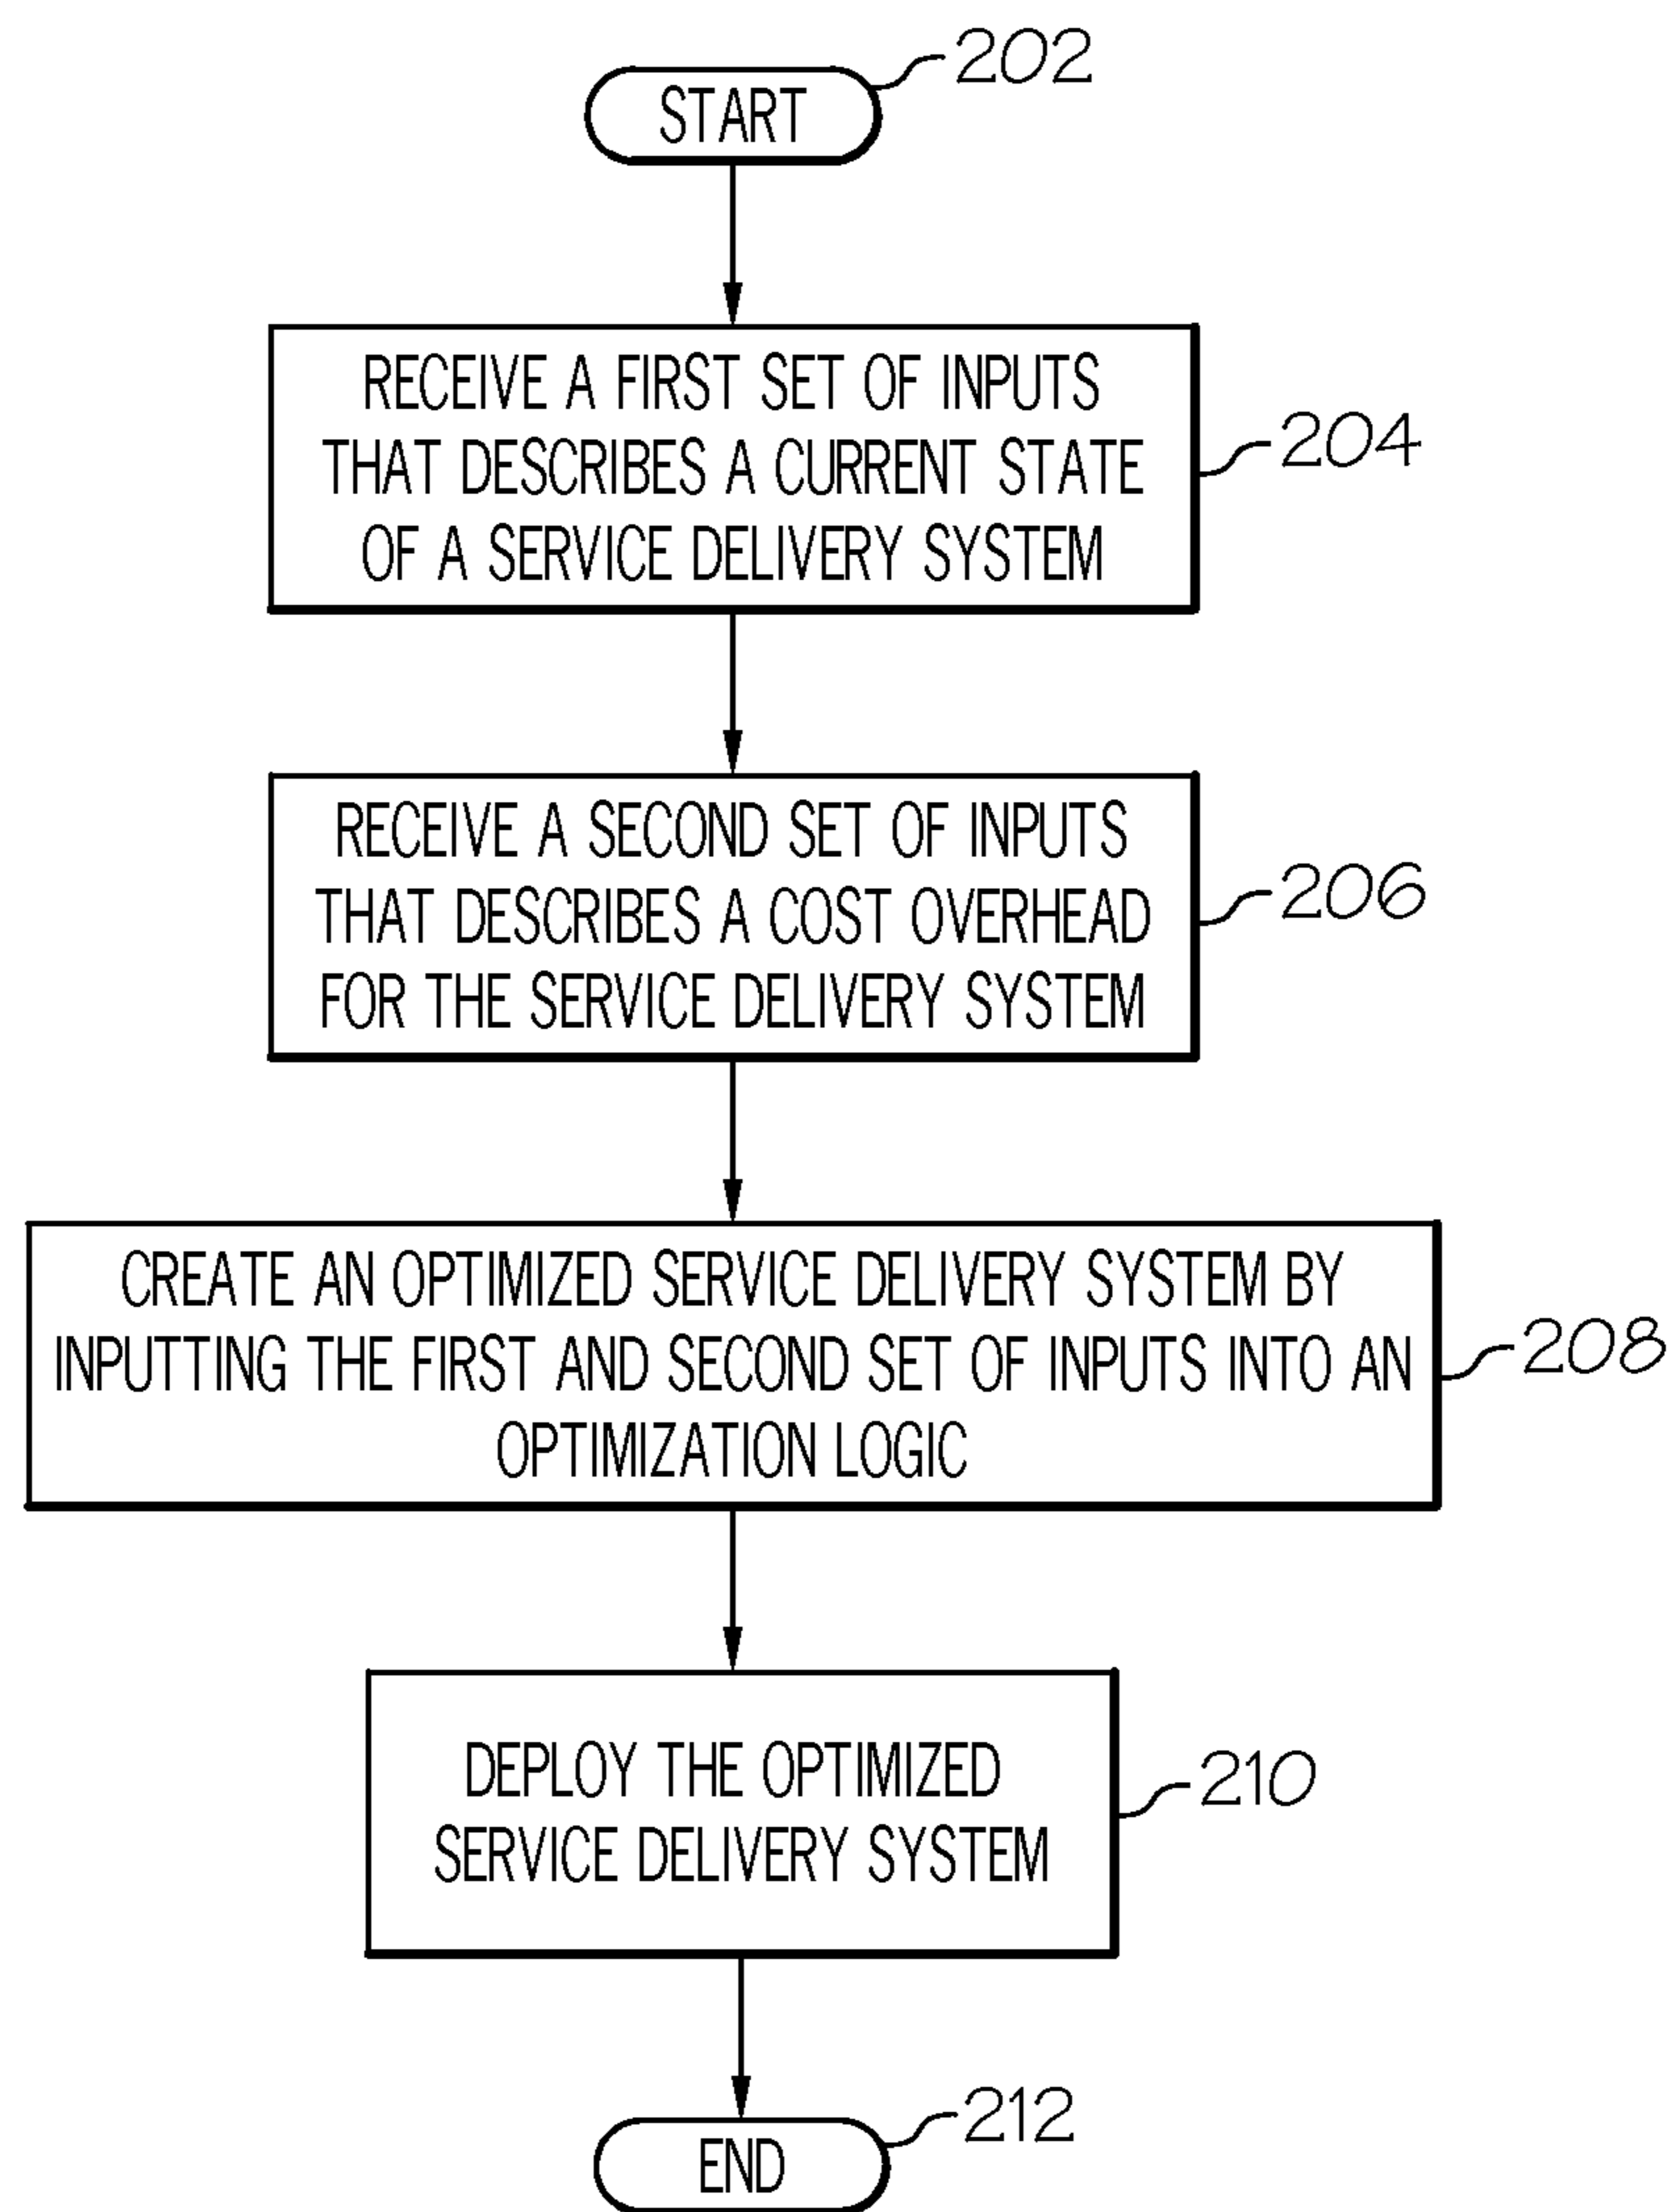 202
START
RECEIVE A FIRST SET OF INPUTS
THAT DESCRIBES A CURRENT STATE
OF A SERVICE DELIVERY SYSTEM
204
RECEIVE A SECOND SET OF INPUTS
THAT DESCRIBES A COST OVERHEAD
FOR THE SERVICE DELIVERY SYSTEM
206
CREATE AN OPTIMIZED SERVICE DELIVERY SYSTEM BY
INPUTTING THE FIRST AND SECOND SET OF INPUTS INTO AN
OPTIMIZATION LOGIC
208
DEPLOY THE OPTIMIZED
SERVICE DELIVERY SYSTEM
210
212
END